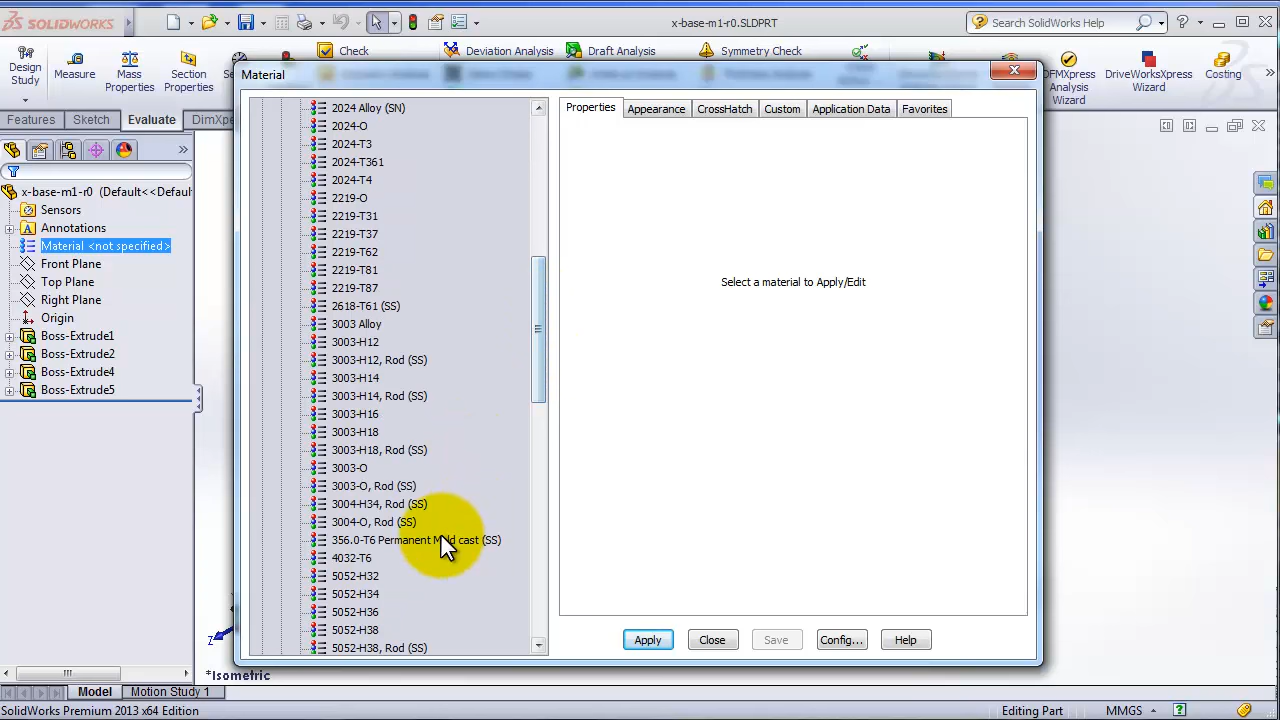 SOLIDWORKS
x-base-m1-r0.SLDPRT
Search SolidWorks Help
Design Study
Measure
Mass Properties
Section Properties
Check
Deviation Analysis
Draft Analysis
Symmetry Check
DFMXpress Analysis Wizard
DriveWorksXpress Wizard
Costing
Features
Sketch
Evaluate
DimXpe
x-base-m1-r0 (Default<<Defaul
Sensors
Annotations
Material <not specified>
Front Plane
Top Plane
Right Plane
Origin
Boss-Extrude1
Boss-Extrude2
Boss-Extrude4
Boss-Extrude5
Material
2024 Alloy (SN)
2024-O
2024-T3
2024-T361
2024-T4
2219-O
2219-T31
2219-T37
2219-T62
2219-T81
2219-T87
2618-T61 (SS)
3003 Alloy
3003-H12
3003-H12, Rod (SS)
3003-H14
3003-H14, Rod (SS)
3003-H16
3003-H18
3003-H18, Rod (SS)
3003-O
3003-O, Rod (SS)
3004-H34, Rod (SS)
3004-O, Rod (SS)
356.0-T6 Permanent Mold cast (SS)
4032-T6
5052-H32
5052-H34
5052-H36
5052-H38
5052-H38, Rod (SS)
Properties
Appearance
CrossHatch
Custom
Application Data
Favorites
Select a material to Apply/Edit
Apply
Close
Save
Config...
Help
Z
*Isometric
Model
Motion Study 1
SolidWorks Premium 2013 x64 Edition
Editing Part
MMGS